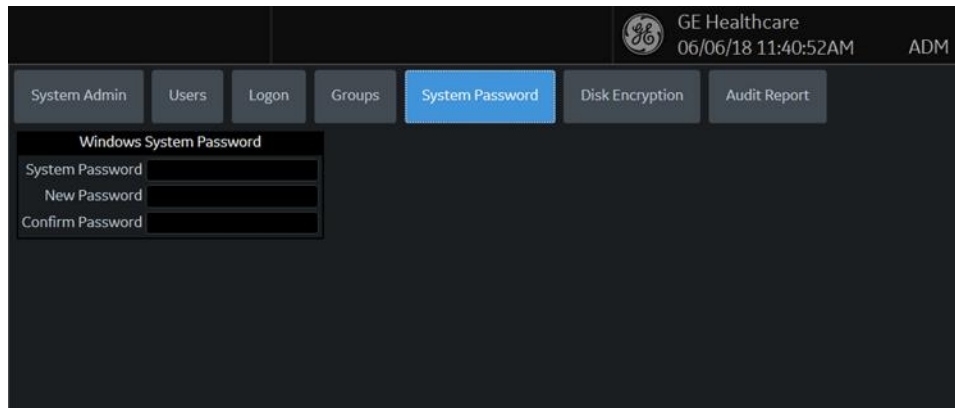 GE Healthcare
06/06/18 11:40:52AM ADM
System Admin Users Logon Groups System Password Disk Encryption Audit Report
Windows System Password
System Password
New Password
Confirm Password